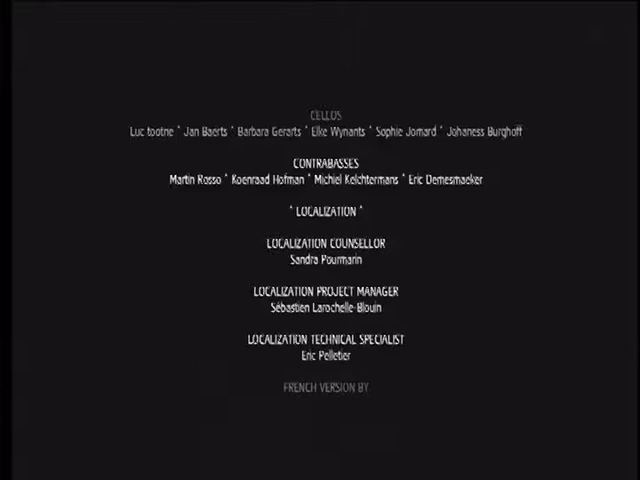 CELLOS
Luc tootne * Jan Baerts * Barbara Gerarts * Elke Wynants * Sophie Jomard * Johaness Burghoff
CONTRABASSES
Martin Rosso * Koenraad Hofman * Michiel Kelchtermans * Eric Demesmaeker
* LOCALIZATION *
LOCALIZATION COUNSELLOR
Sandra Pourmarin
LOCALIZATION PROJECT MANAGER
Sébastien Larochelle-Blouin
LOCALIZATION TECHNICAL SPECIALIST
Eric Pelletier
FRENCH VERSION BY